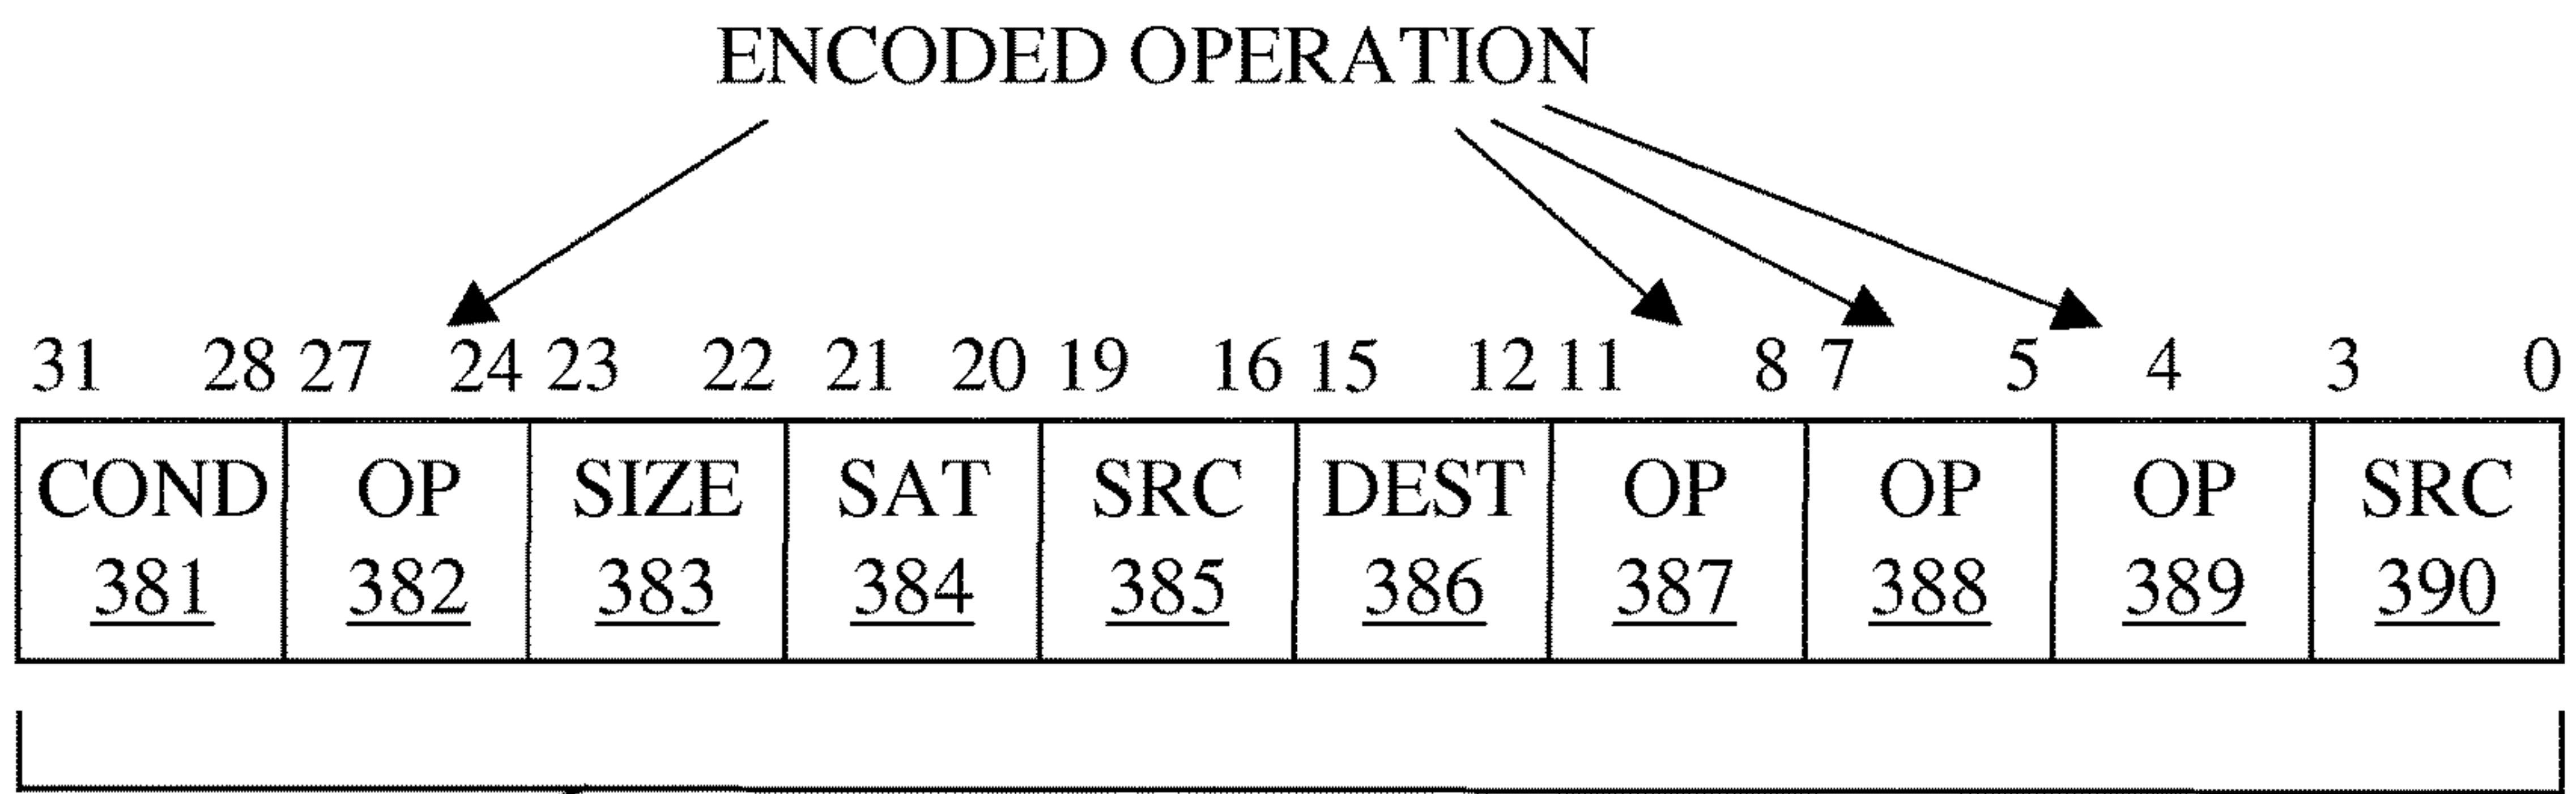 ENCODED OPERATION
31 28 27 24 23 22 21 20 19 16 15 12 11 8 7 5 4 3 0
COND OP SIZE SAT SRC DEST OP OP OP SRC
381 382 383 384 385 386 387 388 389 390